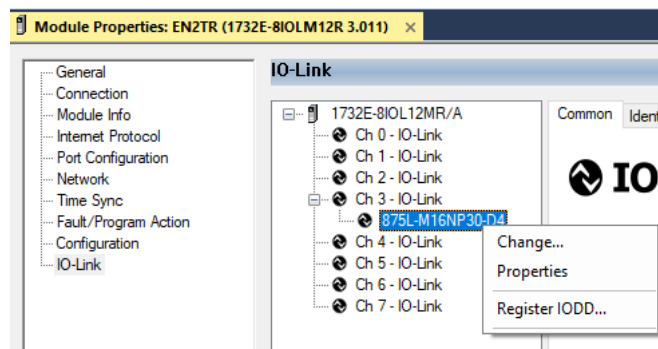 Module Properties: EN2TR (1732E-8IOLM12R 3.011) ×
General
Connection
Module Info
Internet Protocol
Port Configuration
Network
Time Sync
Fault/Program Action
Configuration
IO-Link
IO-Link
1732E-8IOL12MR/A
Ch 0 - IO-Link
Ch 1 - IO-Link
Ch 2 - IO-Link
Ch 3 - IO-Link
875L-M16NP30-D4
Ch 4 - IO-Link
Ch 5 - IO-Link
Ch 6 - IO-Link
Ch 7 - IO-Link
Common Ident
IO
Change...
Properties
Register IODD...